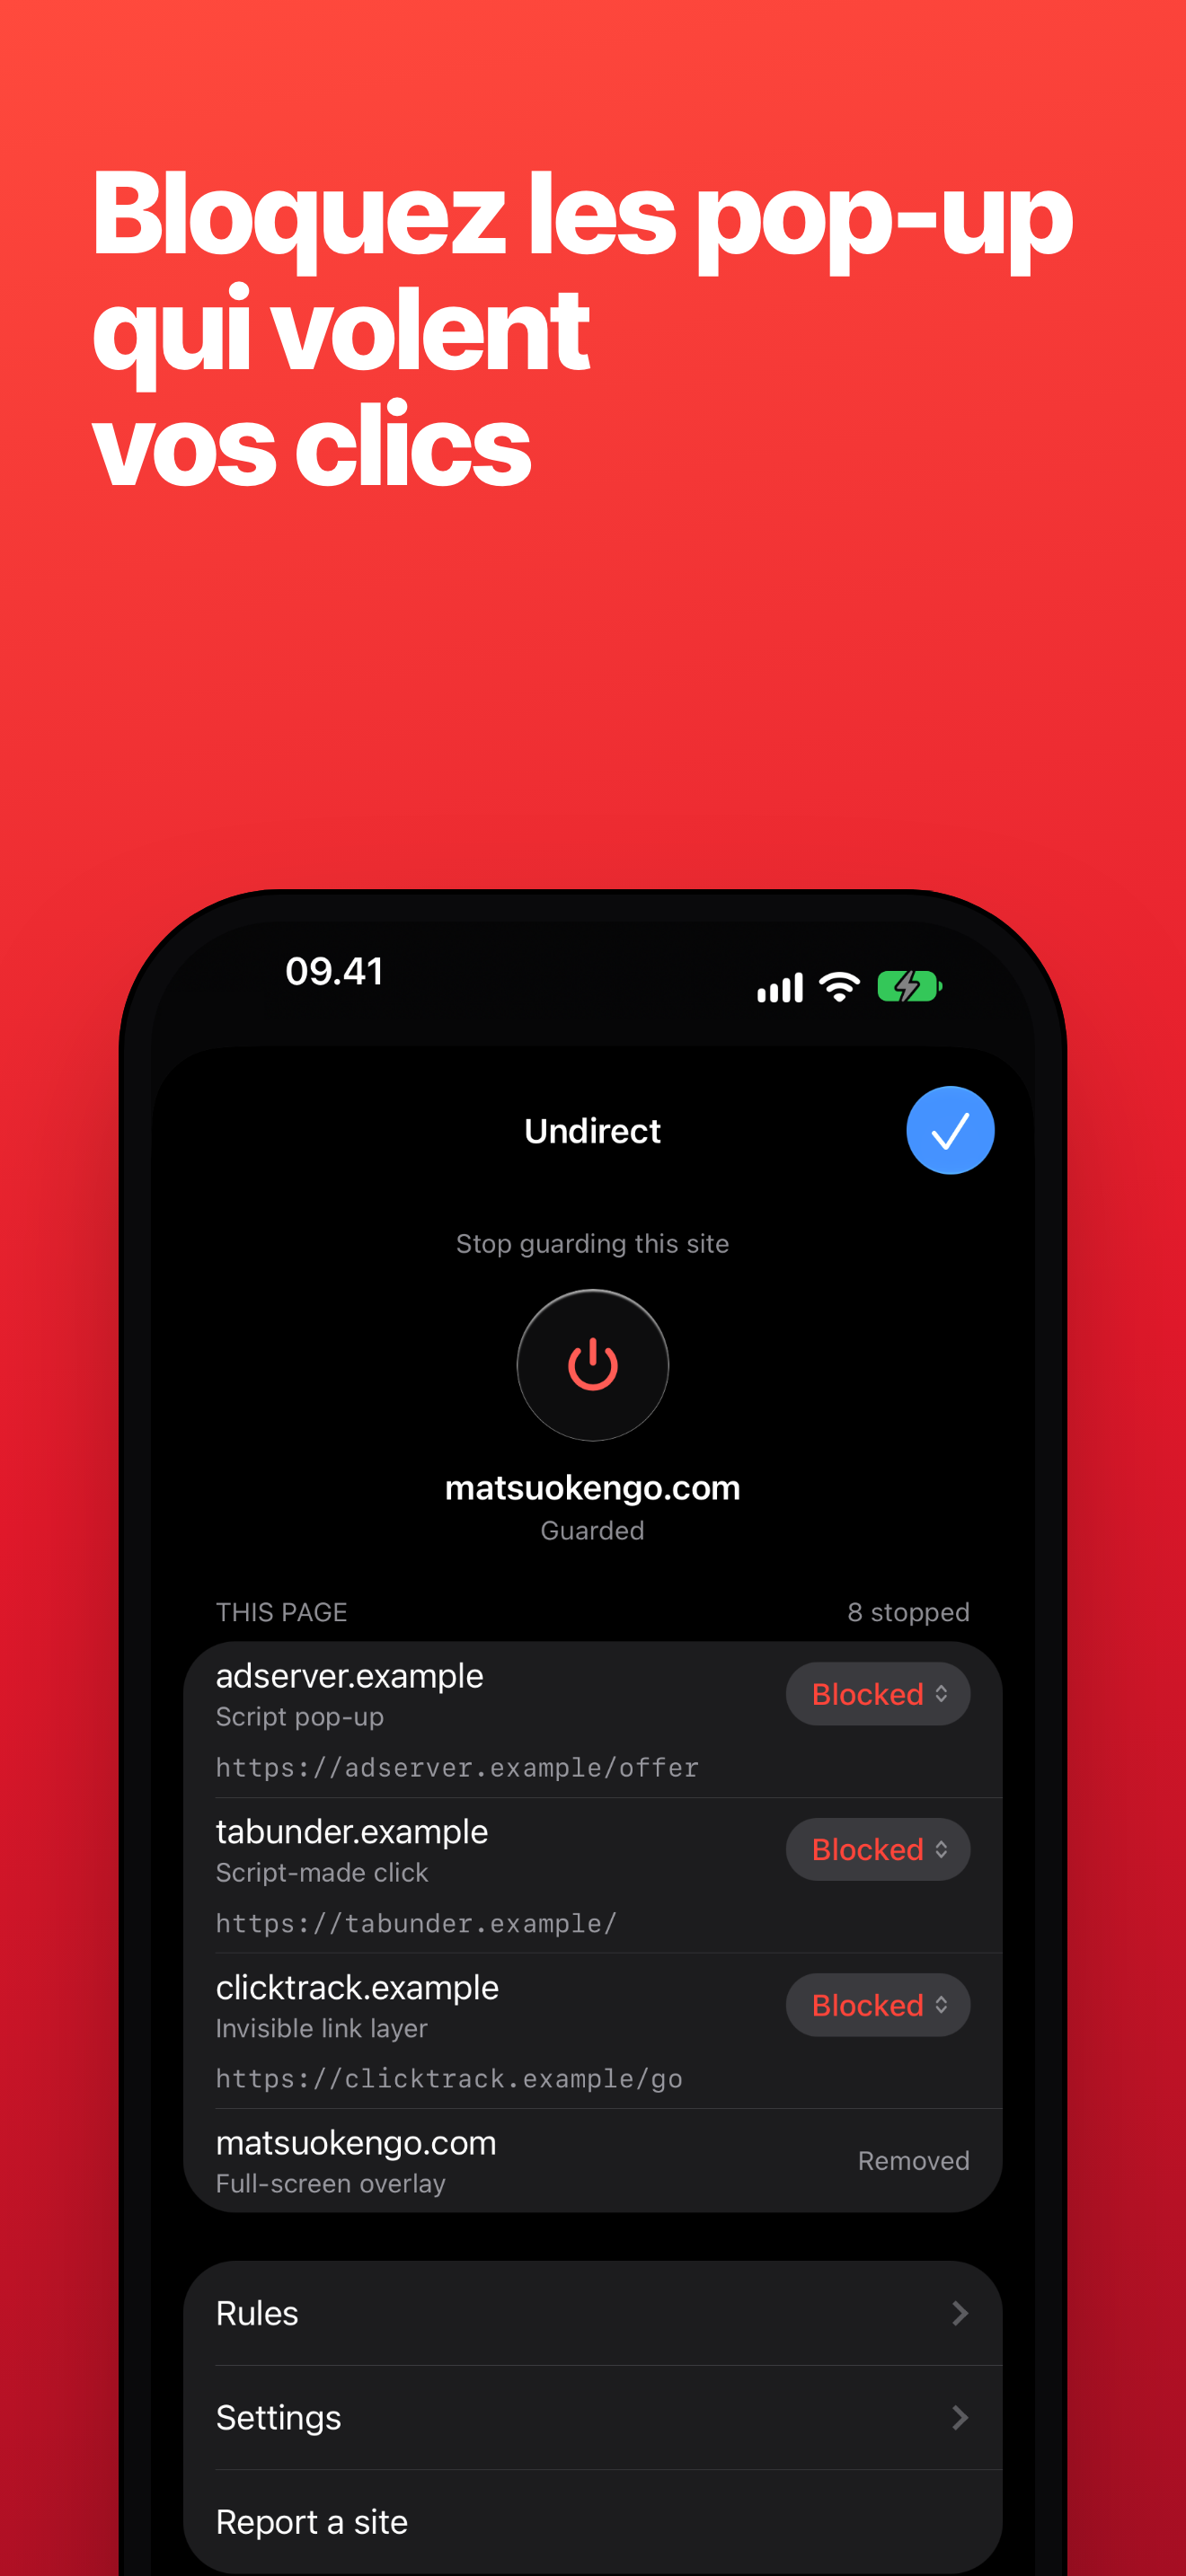 Bloquez les pop-up
qui volent
vos clics
09.41
Undirect
Stop guarding this site
matsuokengo.com
Guarded
THIS PAGE 8 stopped
adserver.example Blocked
Script pop-up
https://adserver.example/offer
tabunder.example Blocked
Script-made click
https://tabunder.example/
clicktrack.example Blocked
Invisible link layer
https://clicktrack.example/go
matsuokengo.com Removed
Full-screen overlay
Rules
Settings
Report a site